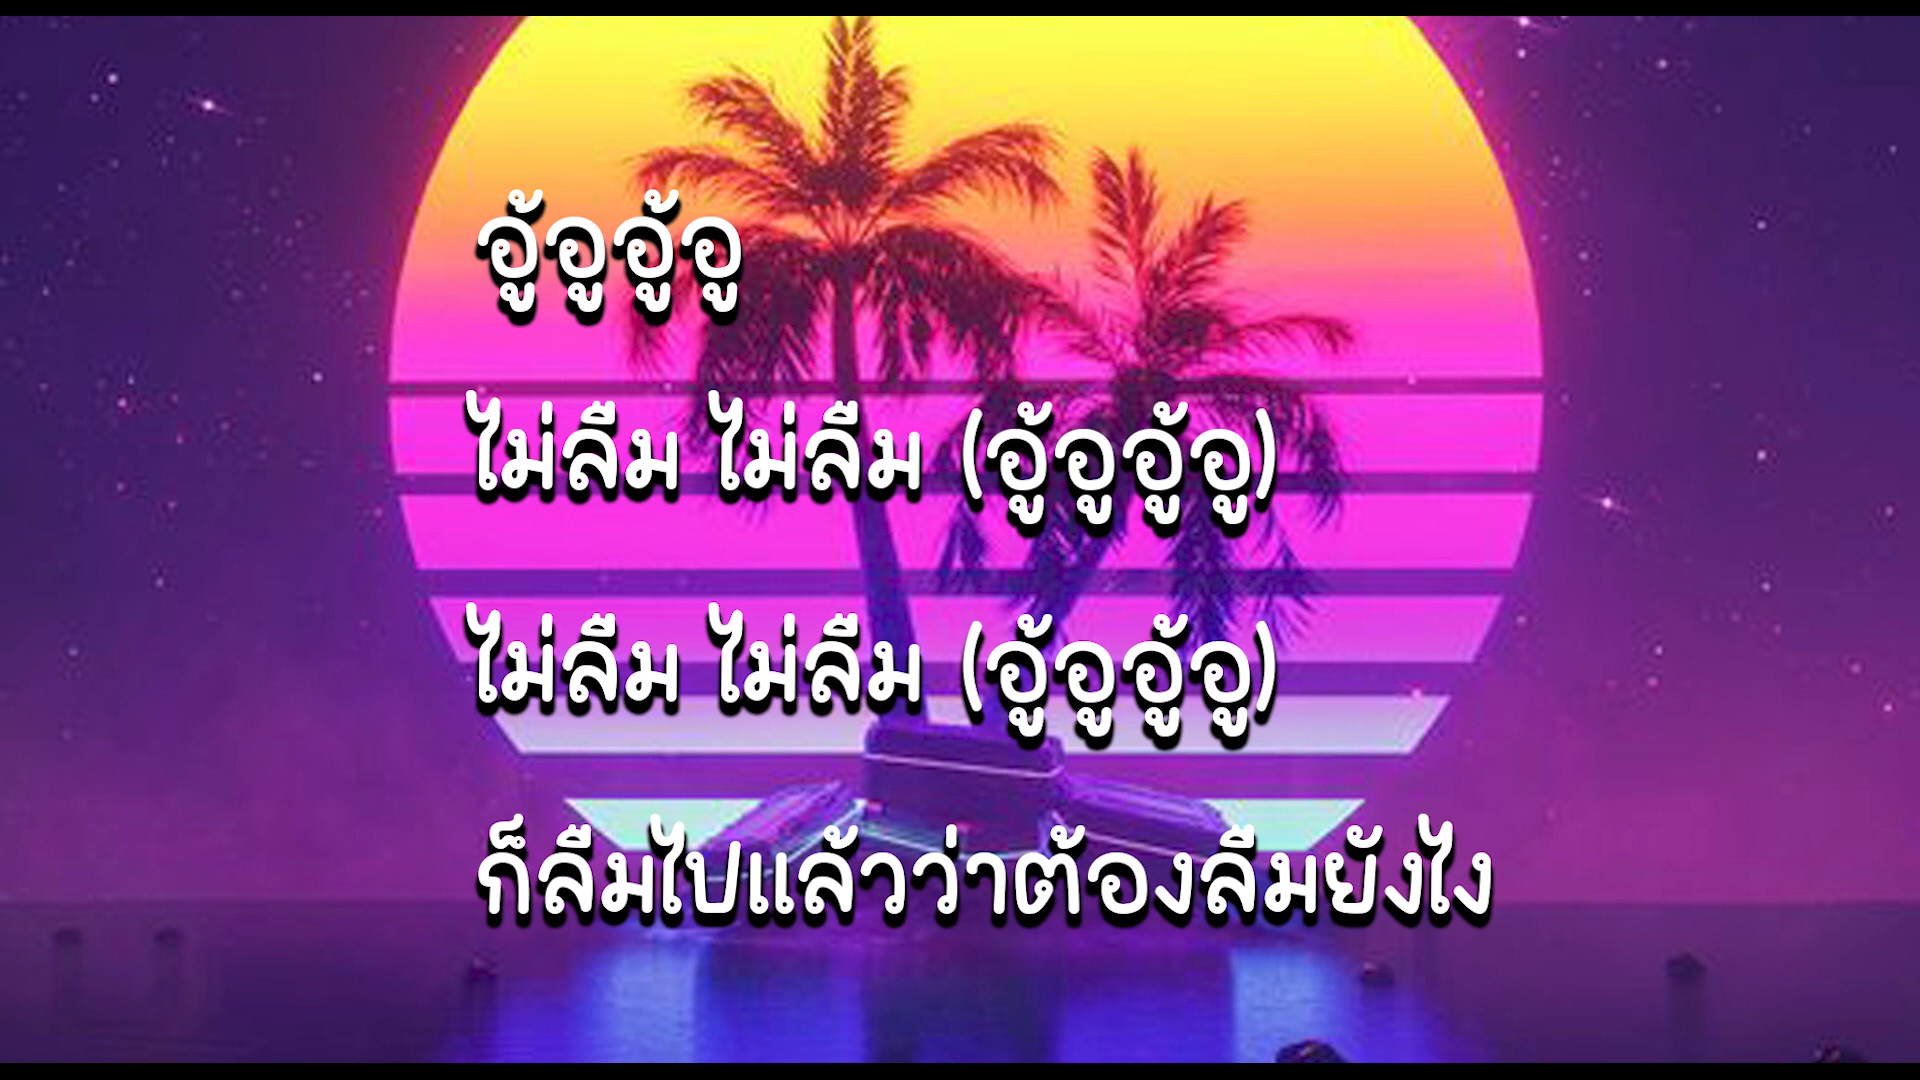 อู้อูอู้อู
ไม่ลืม ไม่ลืม (อู้อูอู้อู)
ไม่ลืม ไม่ลืม (อู้อูอู้อู)
ก็ลืมไปแล้วว่าต้องลืมยังไง